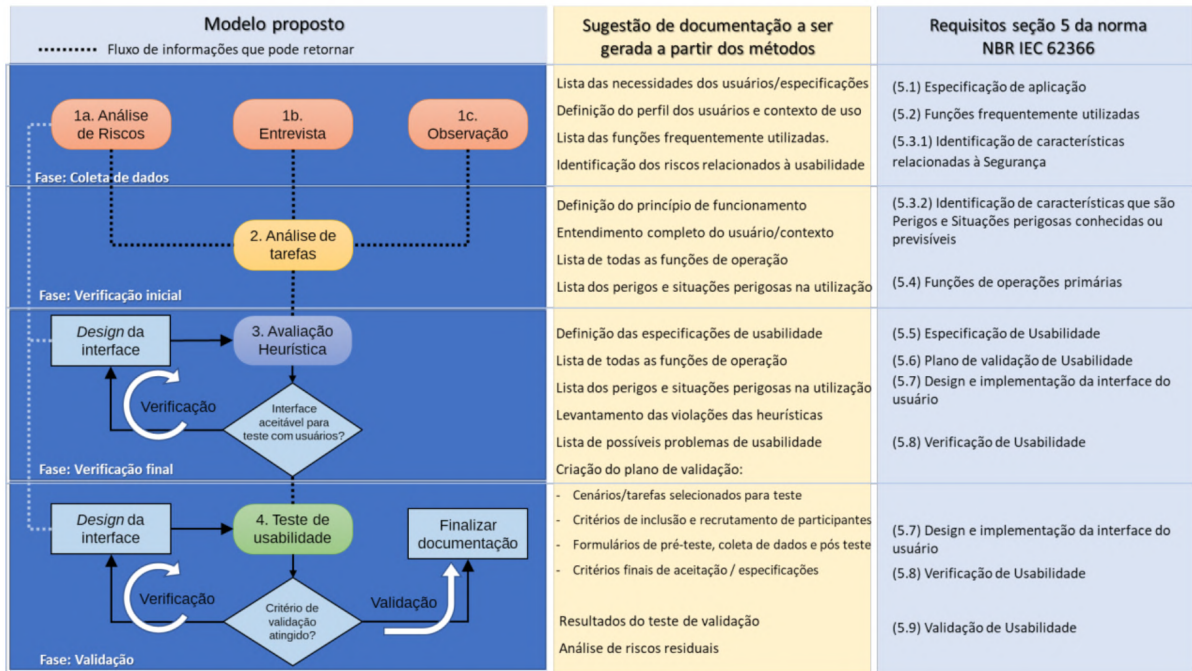 Modelo proposto
Fluxo de informações que pode retornar
1a. Análise
de Riscos
1b.
Entrevista
1c.
Observação
Fase: Coleta de dados
2. Análise de
tarefas
Fase: Verificação inicial
Design da
interface
3. Avaliação
Heurística
Verificação
Interface
aceitável para
teste com usuários?
Fase: Verificação final
Design da
interface
4. Teste de
usabilidade
Finalizar
documentação
Verificação
Critério de
validação
atingido?
Validação
Fase: Validação
Sugestão de documentação a ser
gerada a partir dos métodos
Lista das necessidades dos usuários/especificações
Definição do perfil dos usuários e contexto de uso
Lista das funções frequentemente utilizadas.
Identificação dos riscos relacionados à usabilidade
Definição do princípio de funcionamento
Entendimento completo do usuário/contexto
Lista de todas as funções de operação
Lista dos perigos e situações perigosas na utilização
Definição das especificações de usabilidade
Lista de todas as funções de operação
Lista dos perigos e situações perigosas na utilização
Levantamento das violações das heurísticas
Lista de possíveis problemas de usabilidade
Criação do plano de validação:
- Cenários/tarefas selecionados para teste
- Critérios de inclusão e recrutamento de participantes
- Formulários de pré-teste, coleta de dados e pós teste
- Critérios finais de aceitação / especificações
Resultados do teste de validação
Análise de riscos residuais
Requisitos seção 5 da norma
NBR IEC 62366
(5.1) Especificação de aplicação
(5.2) Funções frequentemente utilizadas
(5.3.1) Identificação de características
relacionadas à Segurança
(5.3.2) Identificação de características que são
Perigos e Situações perigosas conhecidas ou
previsíveis
(5.4) Funções de operações primárias
(5.5) Especificação de Usabilidade
(5.6) Plano de validação de Usabilidade
(5.7) Design e implementação da interface do
usuário
(5.8) Verificação de Usabilidade
(5.7) Design e implementação da interface do
usuário
(5.8) Verificação de Usabilidade
(5.9) Validação de Usabilidade